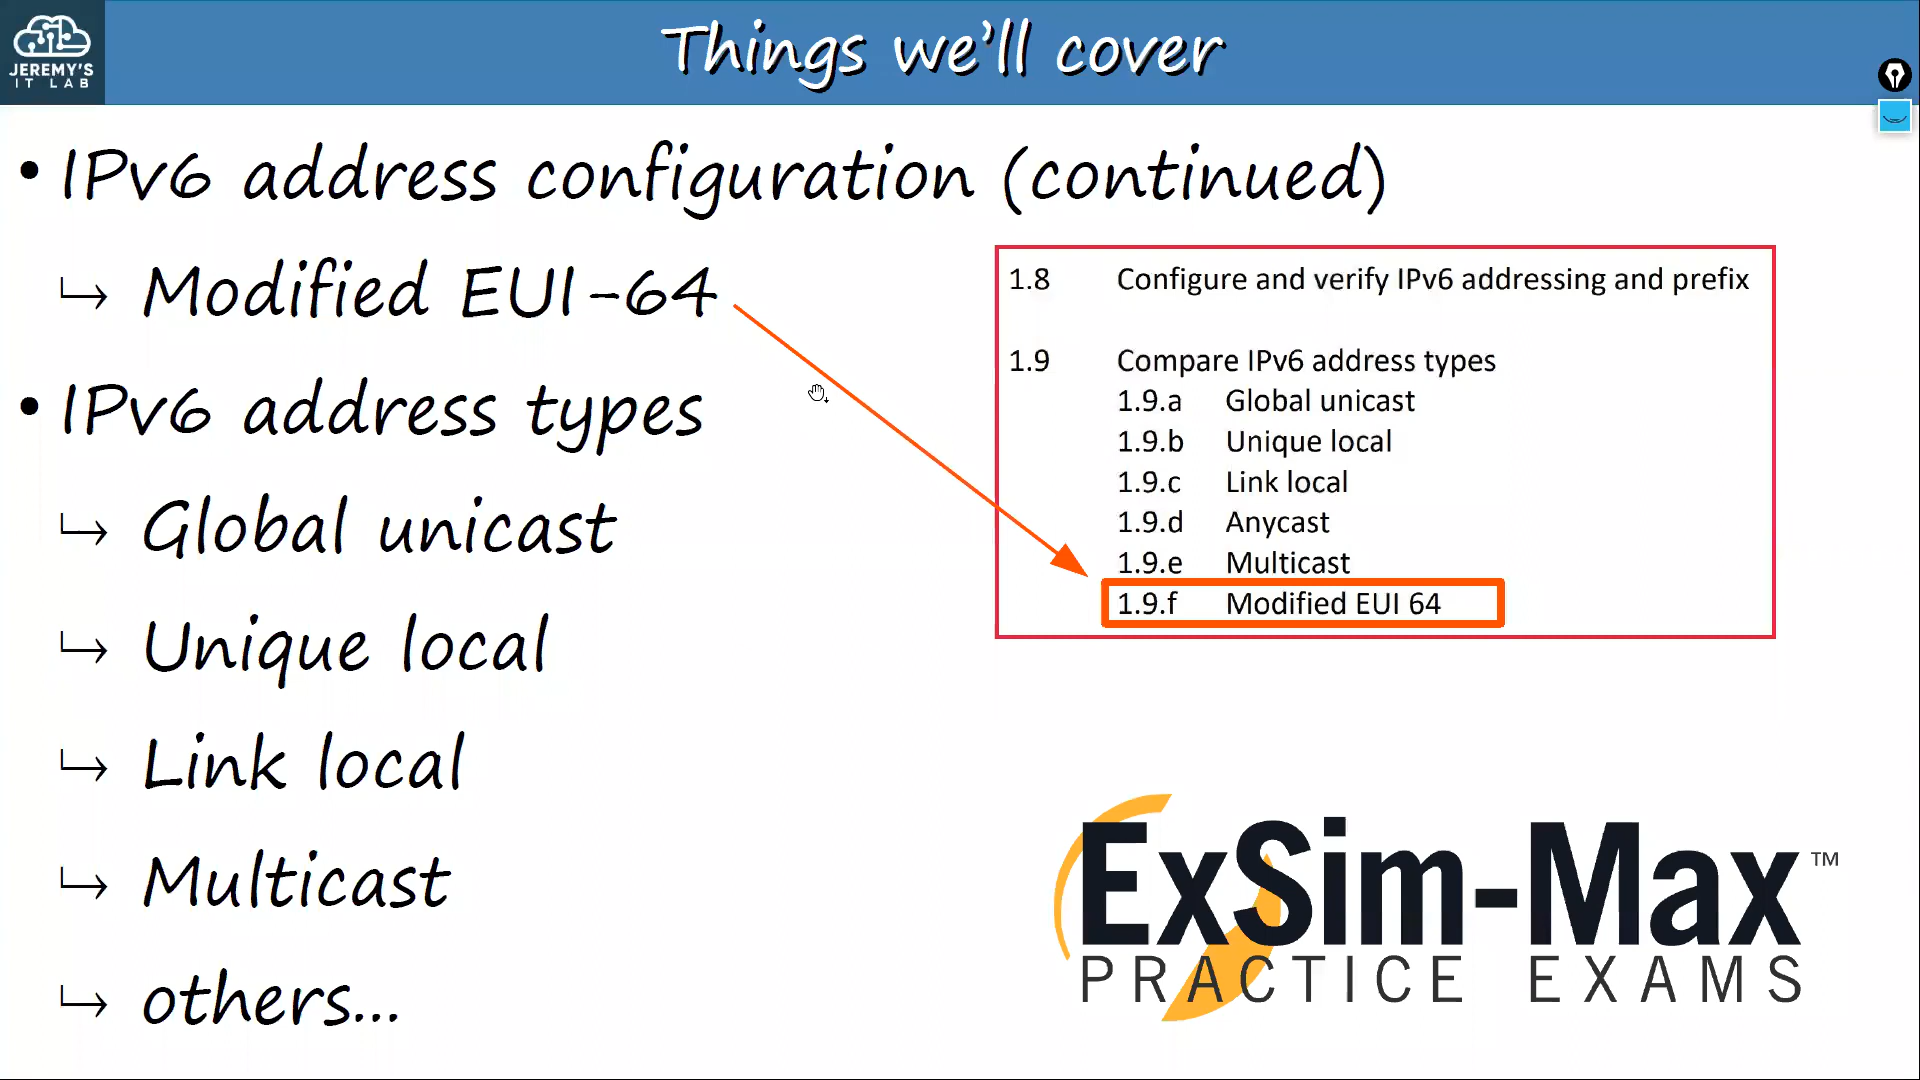 JEREMY'S
IT LAB
Things we'll cover
• IPv6 address configuration (continued)
↳ Modified EUI-64
• IPv6 address types
↳ Global unicast
↳ Unique local
↳ Link local
↳ Multicast
↳ others...
1.8 Configure and verify IPv6 addressing and prefix
1.9 Compare IPv6 address types
1.9.a Global unicast
1.9.b Unique local
1.9.c Link local
1.9.d Anycast
1.9.e Multicast
1.9.f Modified EUI 64
ExSim-Max™
PRACTICE EXAMS